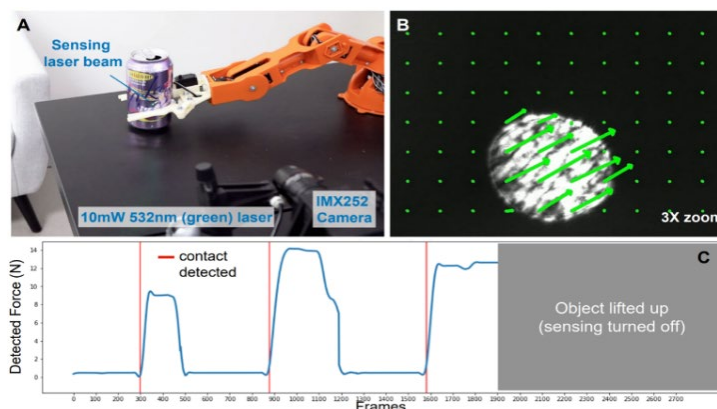 A
Sensing
laser beam
10mW 532nm (green) laser
IMX252
Camera
B
3X zoom
Detected Force (N)
14
12
10
8
6
4
2
0
contact
detected
C
Object lifted up
(sensing turned off)
0 100 200 300 400 500 600 700 800 900 1000 1100 1200 1300 1400 1500 1600 1700 1800 1900 2000 2100 2200 2300 2400 2500 2600 2700
Frames